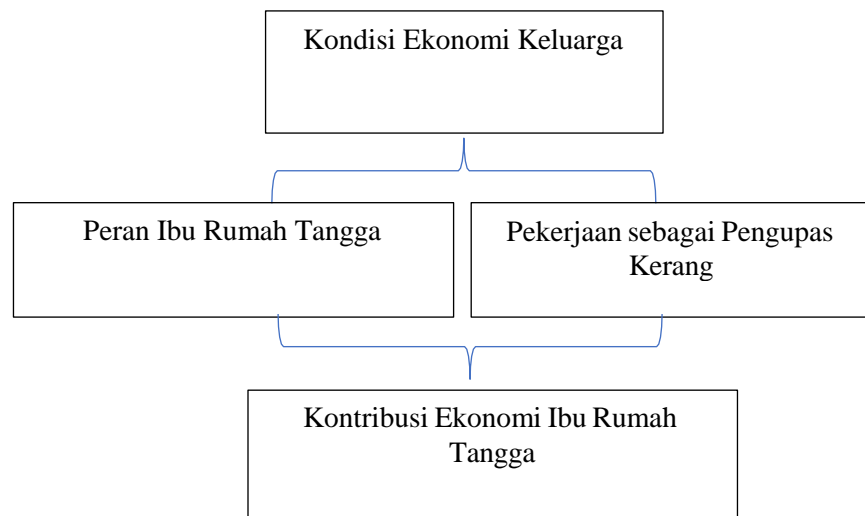 Kondisi Ekonomi Keluarga
Peran Ibu Rumah Tangga
Pekerjaan sebagai Pengupas
Kerang
Kontribusi Ekonomi Ibu Rumah
Tangga